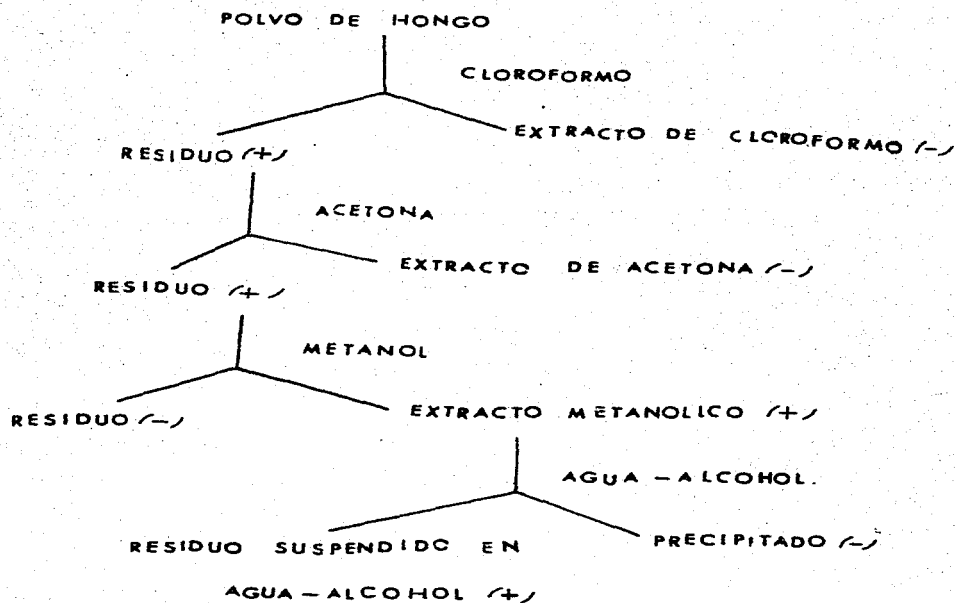 POLVO DE HONGO
CLOROFORMO
RESIDUO (+)
EXTRACTO DE CLOROFORMO (-)
ACETONA
RESIDUO (+)
EXTRACTO DE ACETONA (-)
METANOL
RESIDUO (-)
EXTRACTO METANOLICO (+)
AGUA - ALCOHOL.
RESIDUO SUSPENDIDO EN
PRECIPITADO (-)
AGUA - ALCOHOL (+)